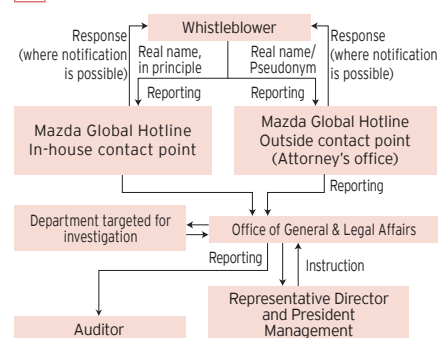 Whistleblower
Response
(where notification
is possible)
Real name,
in principle
Real name/
Pseudonym
Response
(where notification
is possible)
Reporting
Reporting
Mazda Global Hotline
In-house contact point
Mazda Global Hotline
Outside contact point
(Attorney's office)
Reporting
Department targeted for
investigation
Office of General & Legal Affairs
Reporting
Instruction
Auditor
Representative Director
and President
Management